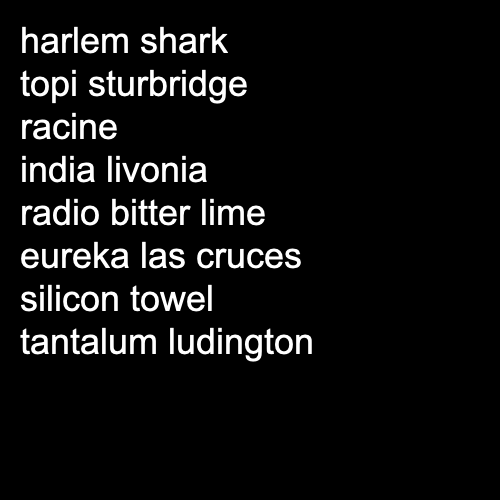 harlem shark
topi sturbridge
racine
india livonia
radio bitter lime
eureka las cruces
silicon towel
tantalum ludington